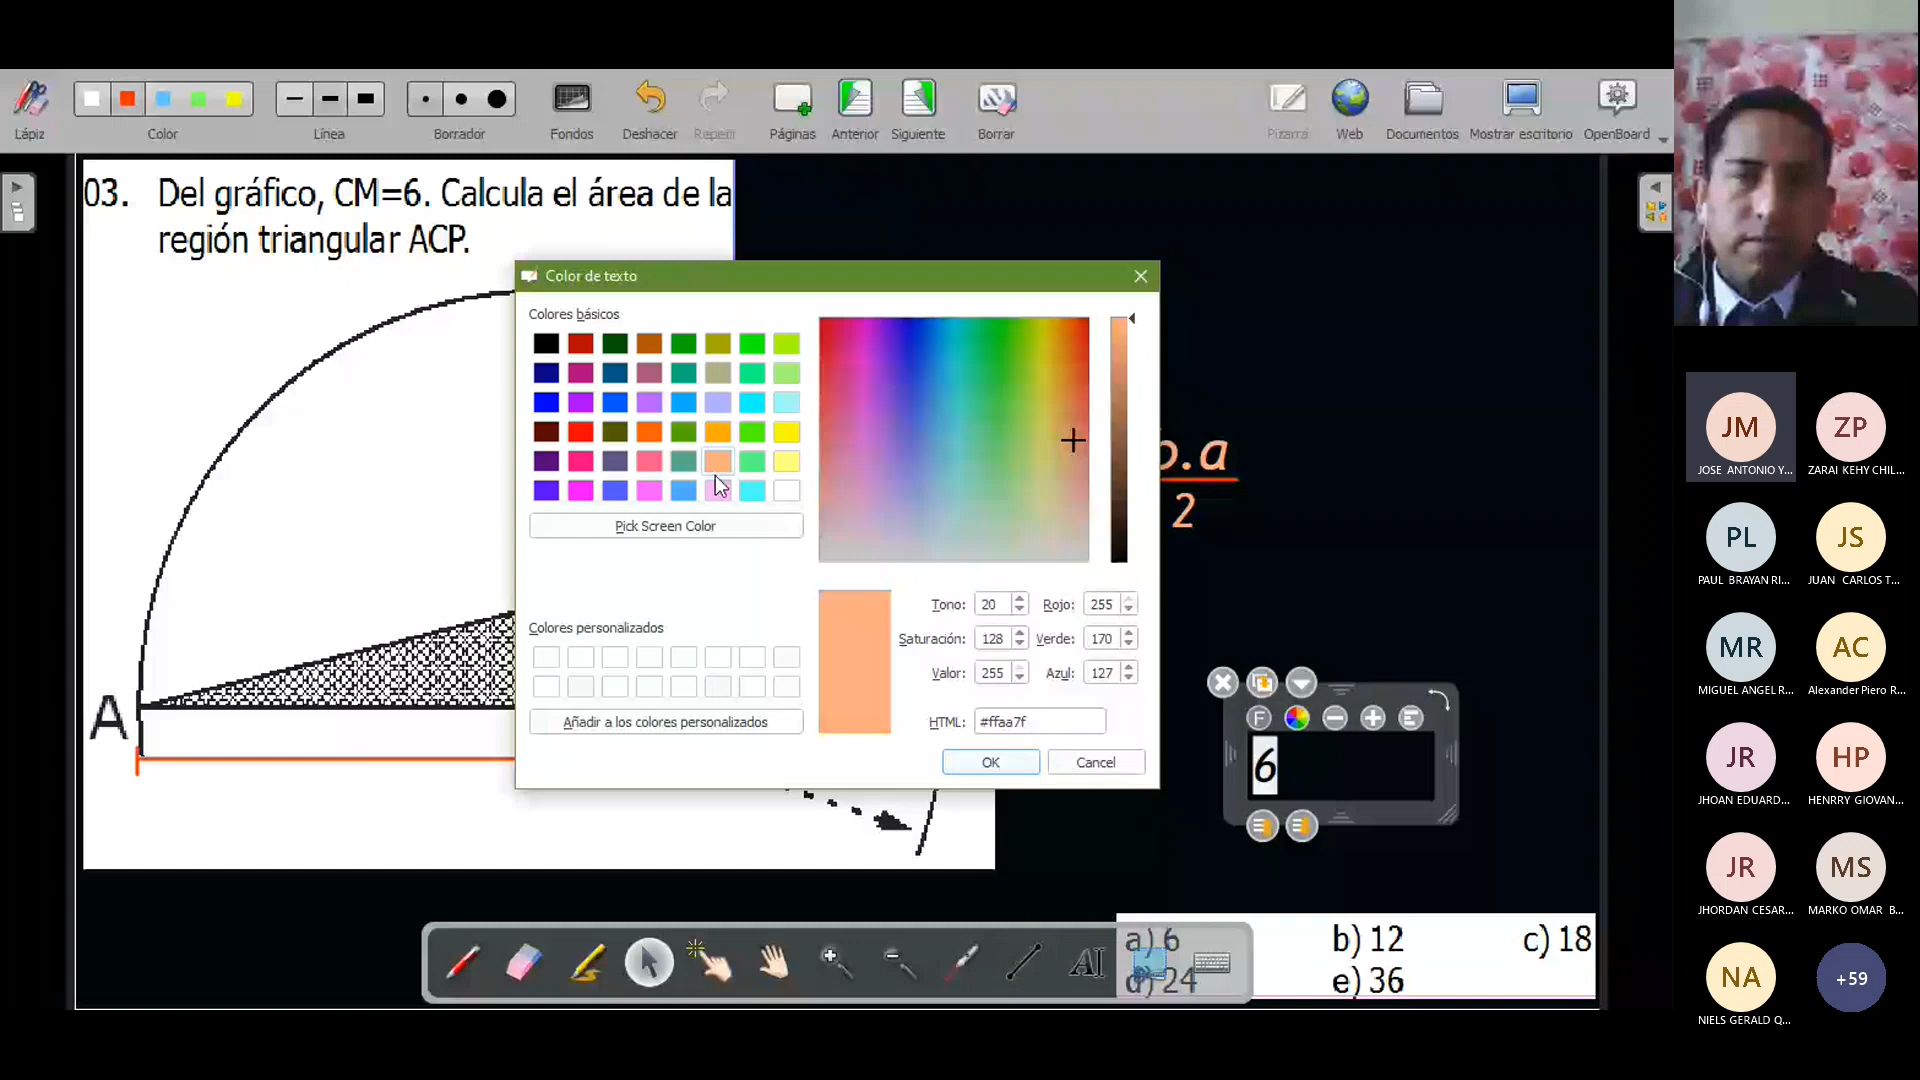 Lápiz
Color
Línea
Borrador
Fondos
Deshacer
Repetir
Páginas
Anterior
Siguiente
Borrar
Pizarra
Web
Documentos
Mostrar escritorio
OpenBoard
03. Del gráfico, CM=6. Calcula el área de la
región triangular ACP.
A
Color de texto
Colores básicos
Pick Screen Color
Colores personalizados
Añadir a los colores personalizados
Tono: 20 Rojo: 255
Saturación: 128 Verde: 170
Valor: 255 Azul: 127
HTML: #ffaa7f
OK Cancel
b.a
2
F
6
AI
a) 6 b) 12 c) 18
d) 24 e) 36
JM
JOSE ANTONIO Y...
ZP
ZARAI KEHY CHIL...
PL
PAUL BRAYAN RI...
JS
JUAN CARLOS T...
MR
MIGUEL ANGEL R...
AC
Alexander Piero R...
JR
JHOAN EDUARD...
HP
HENRRY GIOVAN...
JR
JHORDAN CESAR...
MS
MARKO OMAR B...
NA
NIELS GERALD Q...
+59